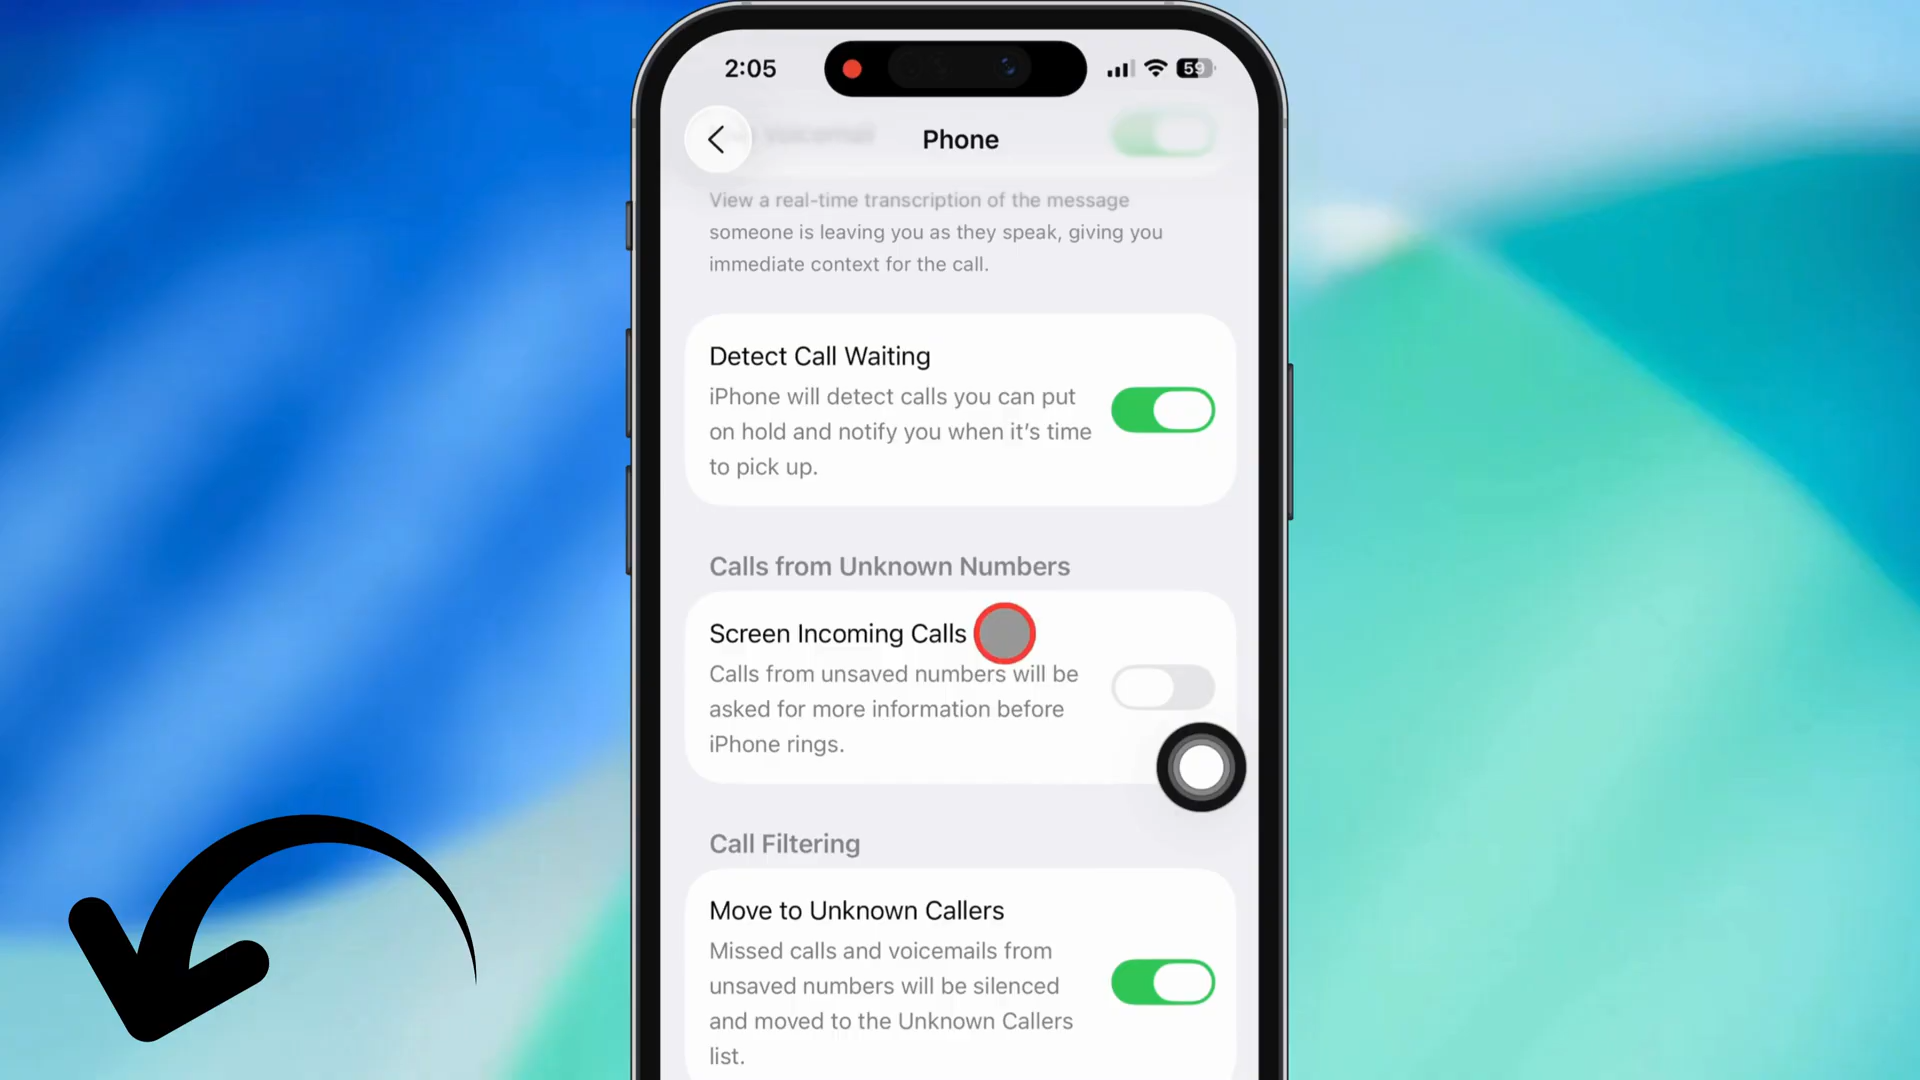 2:05
59
Voicemail
Phone
View a real-time transcription of the message
someone is leaving you as they speak, giving you
immediate context for the call.
Detect Call Waiting
iPhone will detect calls you can put
on hold and notify you when it’s time
to pick up.
Calls from Unknown Numbers
Screen Incoming Calls
Calls from unsaved numbers will be
asked for more information before
iPhone rings.
Call Filtering
Move to Unknown Callers
Missed calls and voicemails from
unsaved numbers will be silenced
and moved to the Unknown Callers
list.